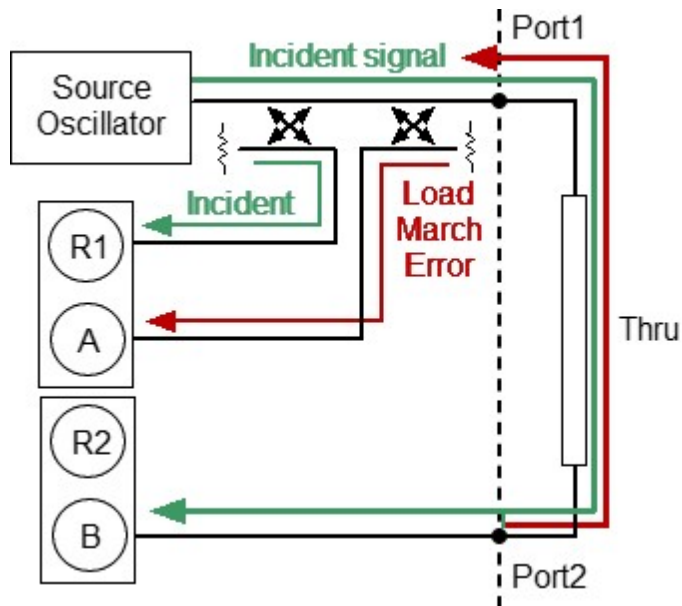 Port1
Incident signal
Source
Oscillator
Incident
Load
March
Error
R1
A
Thru
R2
B
Port2